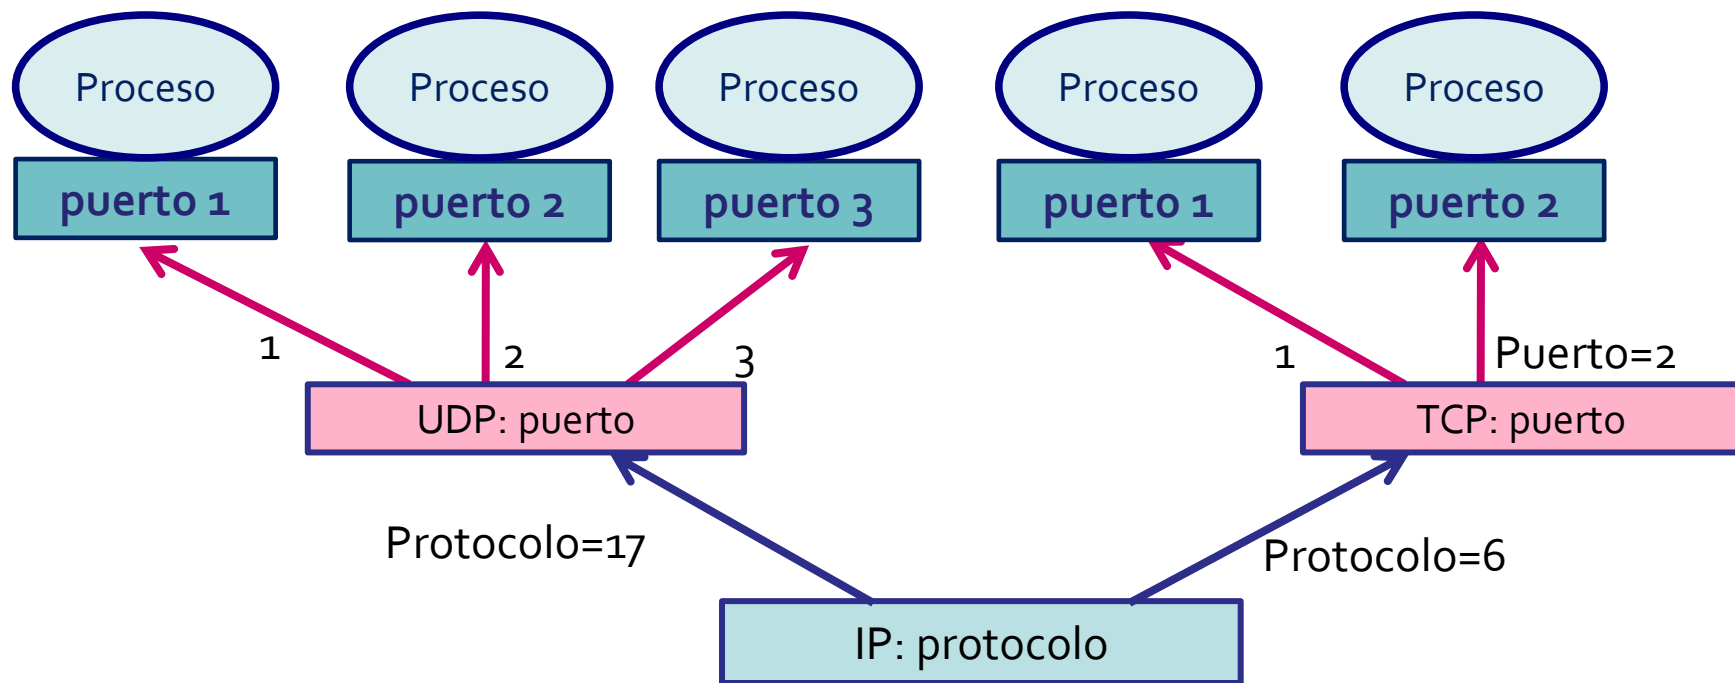 Proceso
Proceso
Proceso
Proceso
Proceso
puerto 1
puerto 2
puerto 3
puerto 1
puerto 2
1
2
3
1
Puerto=2
UDP: puerto
TCP: puerto
Protocolo=17
Protocolo=6
IP: protocolo